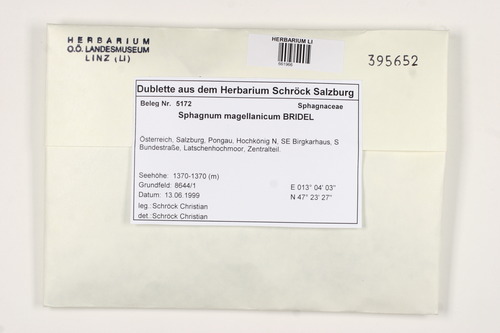 HERBARIUM
O.Ö. LANDESMUSEUM
LINZ (LI)
HERBARIUM LI
395652
Dublette aus dem Herbarium Schröck Salzburg
Beleg Nr. 5172 Sphagnaceae
Sphagnum magellanicum BRIDEL
Österreich, Salzburg, Pongau, Hochkönig N, SE Birgkarhaus, S
Bundestraße, Latschenhochmoor, Zentralteil.
Seehöhe: 1370-1370 (m)
Grundfeld: 8644/1 E 013° 04' 03''
Datum: 13.06.1999 N 47° 23' 27''
leg.: Schröck Christian
det.: Schröck Christian